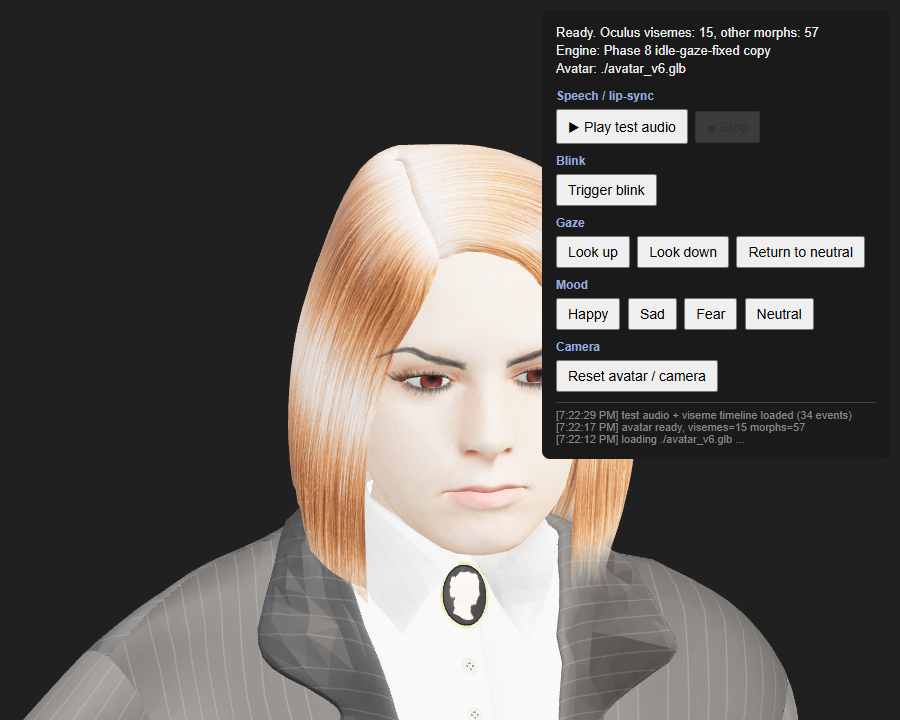 Ready. Oculus visemes: 15, other morphs: 57
Engine: Phase 8 idle-gaze-fixed copy
Avatar: ./avatar_v6.glb
Speech / lip-sync
▶ Play test audio ■ Stop
Blink
Trigger blink
Gaze
Look up Look down Return to neutral
Mood
Happy Sad Fear Neutral
Camera
Reset avatar / camera
[7:22:29 PM] test audio + viseme timeline loaded (34 events)
[7:22:17 PM] avatar ready, visemes=15 morphs=57
[7:22:12 PM] loading ./avatar_v6.glb ...